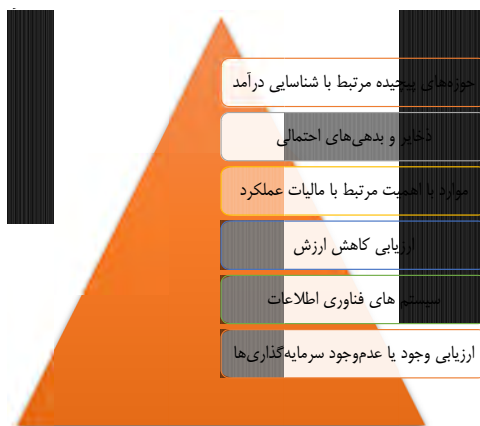 حوزه‌های پیچیده مرتبط با شناسایی درآمد
ذخایر و بدهی‌های احتمالی
موارد با اهمیت مرتبط با مالیات عملکرد
ارزیابی کاهش ارزش
سیستم های فناوری اطلاعات
ارزیابی وجود یا عدم‌وجود سرمایه‌گذاری‌ها